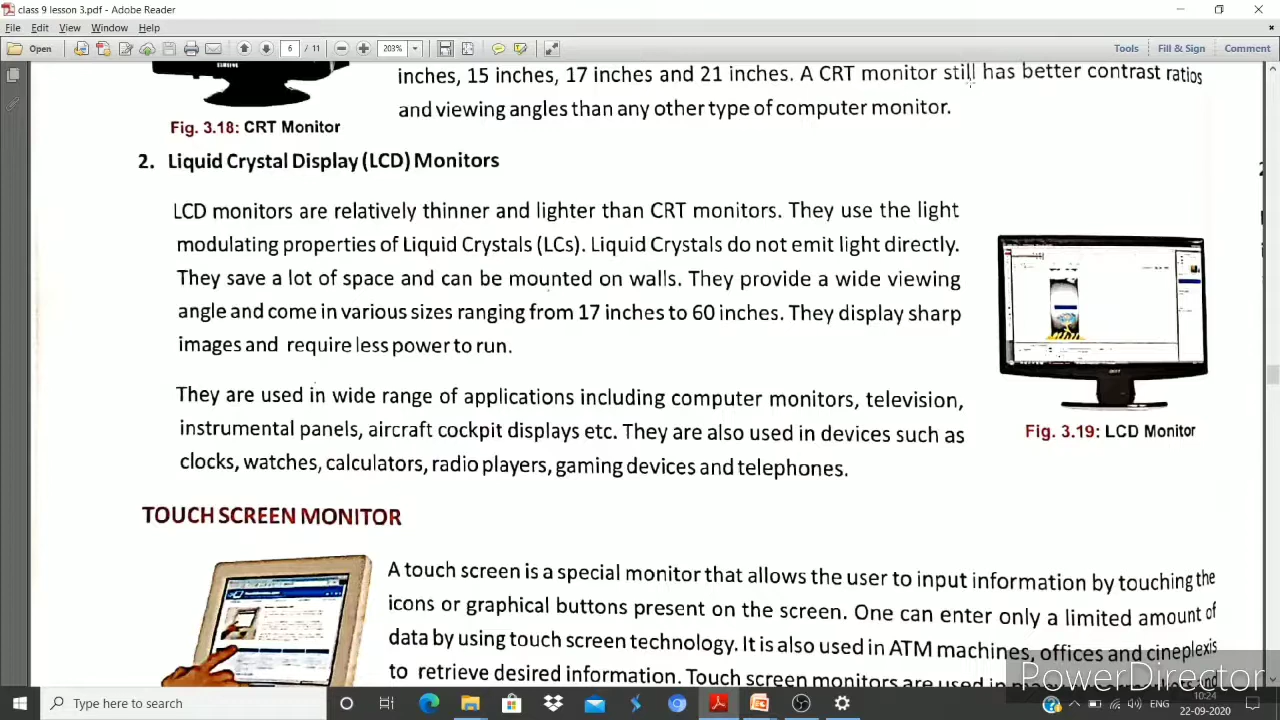 class 9 lesson 3.pdf - Adobe Reader
File Edit View Window Help
Open 6 / 11 203% Tools Fill & Sign Comment
inches, 15 inches, 17 inches and 21 inches. A CRT monitor still has better contrast ratios
and viewing angles than any other type of computer monitor.
Fig. 3.18: CRT Monitor
2. Liquid Crystal Display (LCD) Monitors
LCD monitors are relatively thinner and lighter than CRT monitors. They use the light
modulating properties of Liquid Crystals (LCs). Liquid Crystals do not emit light directly.
They save a lot of space and can be mounted on walls. They provide a wide viewing
angle and come in various sizes ranging from 17 inches to 60 inches. They display sharp
images and require less power to run.
They are used in wide range of applications including computer monitors, television,
instrumental panels, aircraft cockpit displays etc. They are also used in devices such as
clocks, watches, calculators, radio players, gaming devices and telephones.
Fig. 3.19: LCD Monitor
TOUCH SCREEN MONITOR
A touch screen is a special monitor that allows the user to input information by touching the
icons or graphical buttons present on the screen. One can enter only a limited amount of
data by using touch screen technology. It is also used in ATM machines, offices and cineplexis
to retrieve desired information. Touch screen monitors are used in
PowerDirector
Type here to search
ENG
10:24
22-09-2020